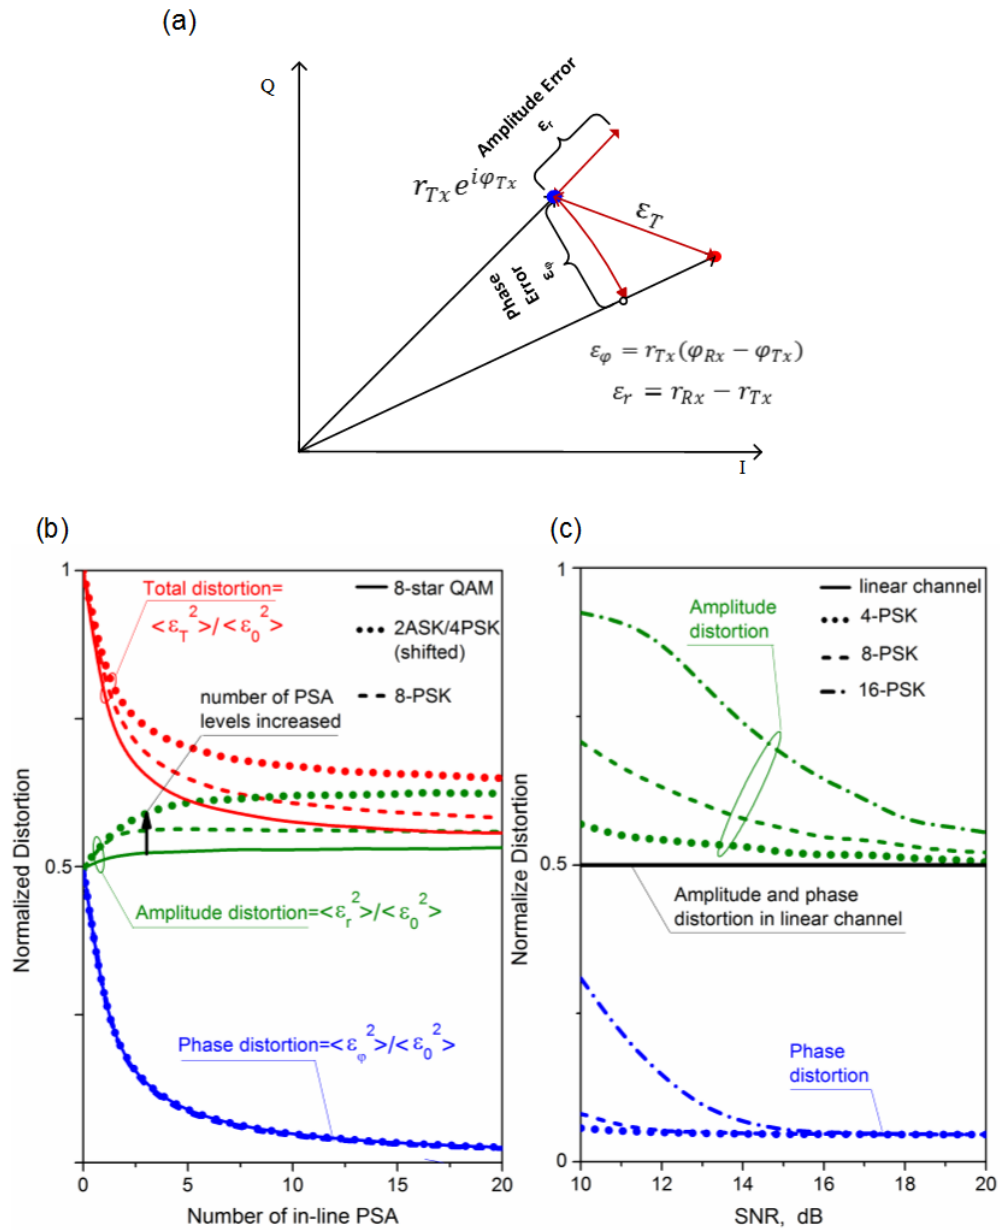 (a)
Q
Amplitude Error
εr
r_Tx e^{iφ_Tx}
ε_T
εφ
Phase
Error
ε_φ = r_Tx(φ_Rx − φ_Tx)
ε_r = r_Rx − r_Tx
I
(b)
1
Total distortion=
<ε_T^2>/<ε_0^2>
8-star QAM
2ASK/4PSK
(shifted)
8-PSK
number of PSA
levels increased
0.5
Amplitude distortion=<ε_r^2>/<ε_0^2>
Phase distortion=<ε_φ^2>/<ε_0^2>
Normalized Distortion
0 5 10 15 20
Number of in-line PSA
(c)
1
Amplitude
distortion
linear channel
4-PSK
8-PSK
16-PSK
0.5
Amplitude and phase
distortion in linear channel
Phase
distortion
Normalize Distortion
0
10 12 14 16 18 20
SNR, dB